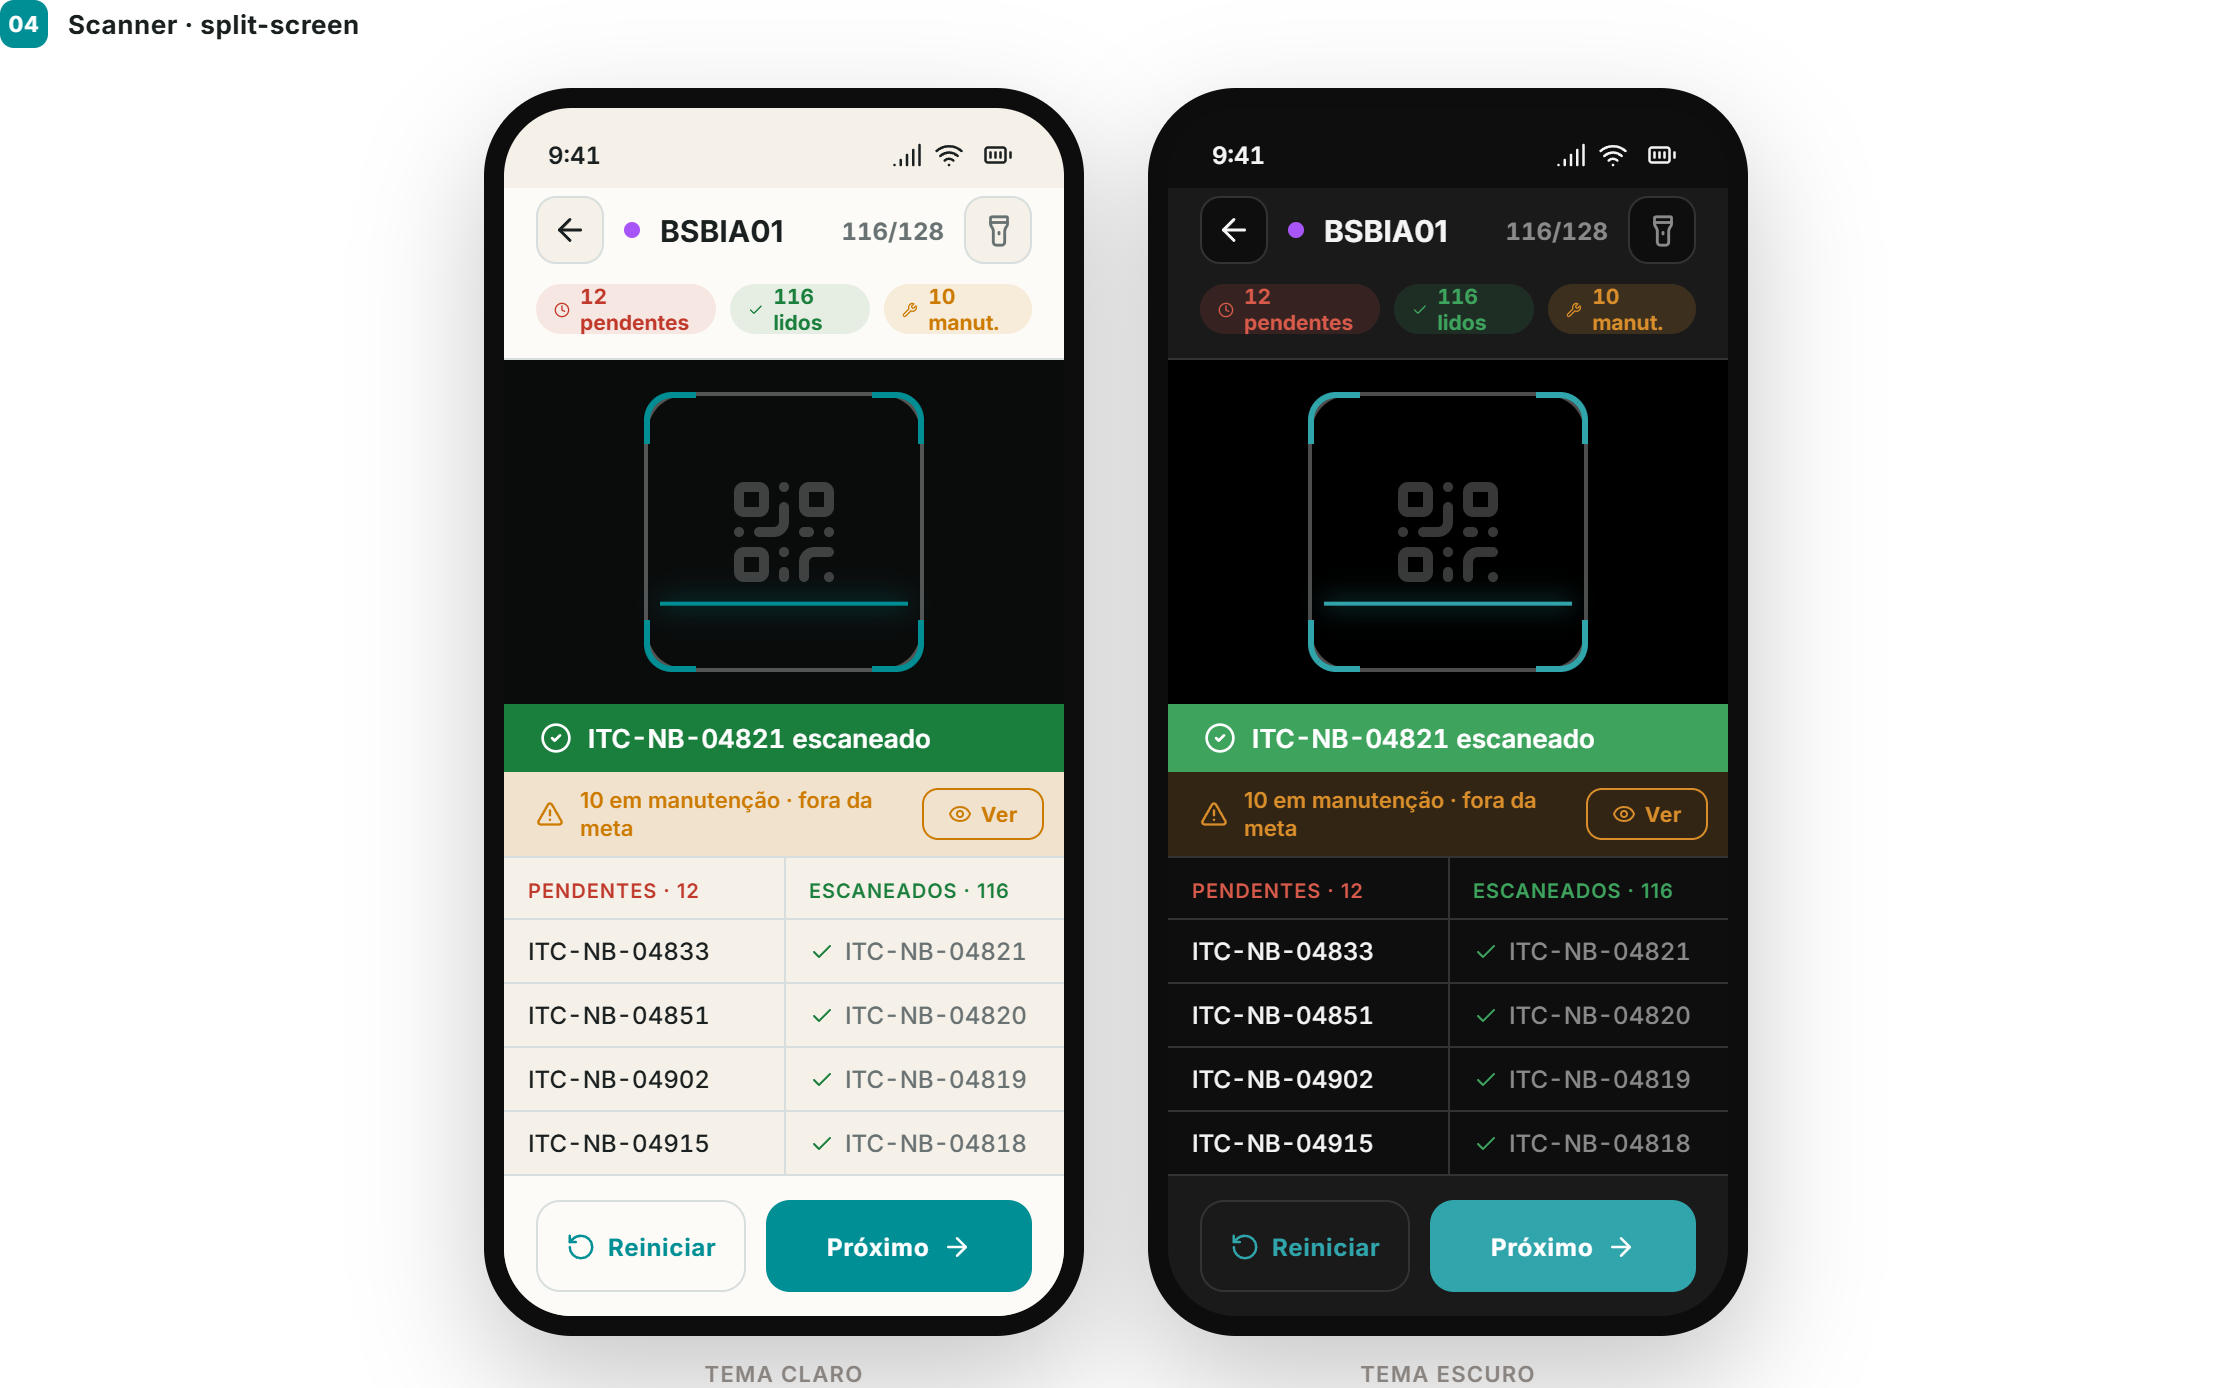 04 Scanner · split-screen
9:41
BSBIA01 116/128
12 pendentes
116 lidos
10 manut.
ITC-NB-04821 escaneado
10 em manutenção · fora da
meta
Ver
PENDENTES · 12 ESCANEADOS · 116
ITC-NB-04833 ITC-NB-04821
ITC-NB-04851 ITC-NB-04820
ITC-NB-04902 ITC-NB-04819
ITC-NB-04915 ITC-NB-04818
Reiniciar Próximo
TEMA CLARO
9:41
BSBIA01 116/128
12 pendentes
116 lidos
10 manut.
ITC-NB-04821 escaneado
10 em manutenção · fora da
meta
Ver
PENDENTES · 12 ESCANEADOS · 116
ITC-NB-04833 ITC-NB-04821
ITC-NB-04851 ITC-NB-04820
ITC-NB-04902 ITC-NB-04819
ITC-NB-04915 ITC-NB-04818
Reiniciar Próximo
TEMA ESCURO